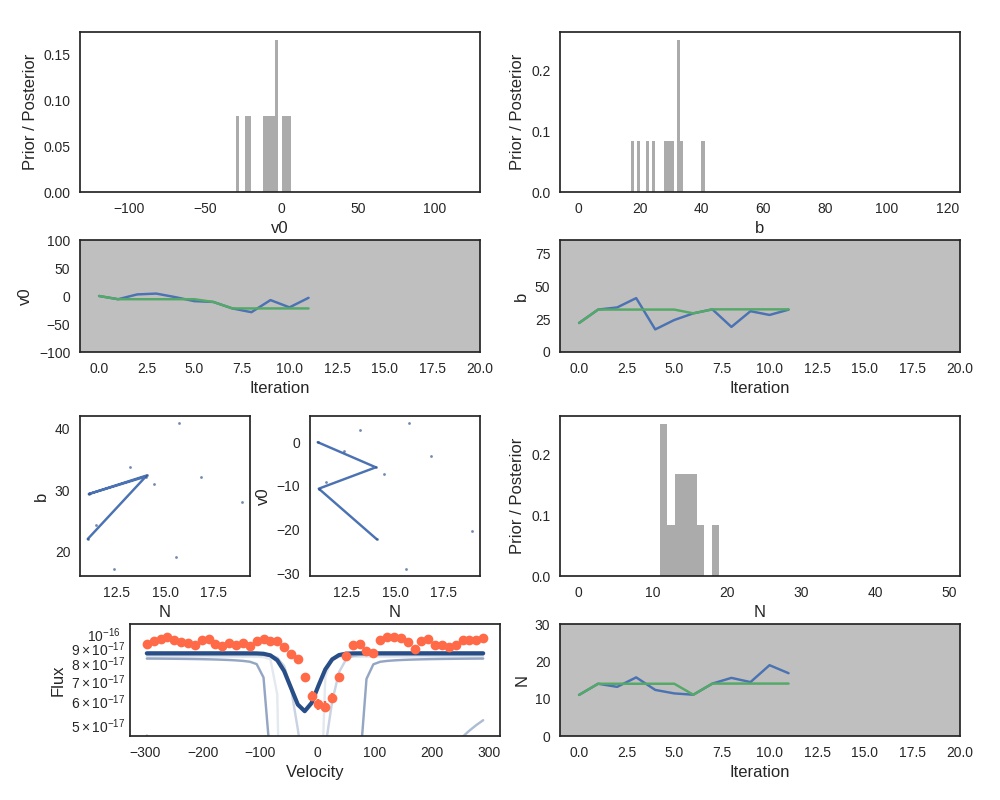 0.15
0.10
0.05
0.00
Prior / Posterior
−100 −50 0 50 100
v0
0.2
0.1
0.0
Prior / Posterior
0 20 40 60 80 100 120
b
100
50
0
−50
−100
v0
0.0 2.5 5.0 7.5 10.0 12.5 15.0 17.5 20.0
Iteration
75
50
25
0
b
0.0 2.5 5.0 7.5 10.0 12.5 15.0 17.5 20.0
Iteration
40
30
20
b
12.5 15.0 17.5
N
0
−10
−20
−30
v0
12.5 15.0 17.5
N
0.2
0.1
0.0
Prior / Posterior
0 10 20 30 40 50
N
10⁻¹⁶
9×10⁻¹⁷
8×10⁻¹⁷
7×10⁻¹⁷
6×10⁻¹⁷
5×10⁻¹⁷
Flux
−300 −200 −100 0 100 200 300
Velocity
30
20
10
0
N
0.0 2.5 5.0 7.5 10.0 12.5 15.0 17.5 20.0
Iteration